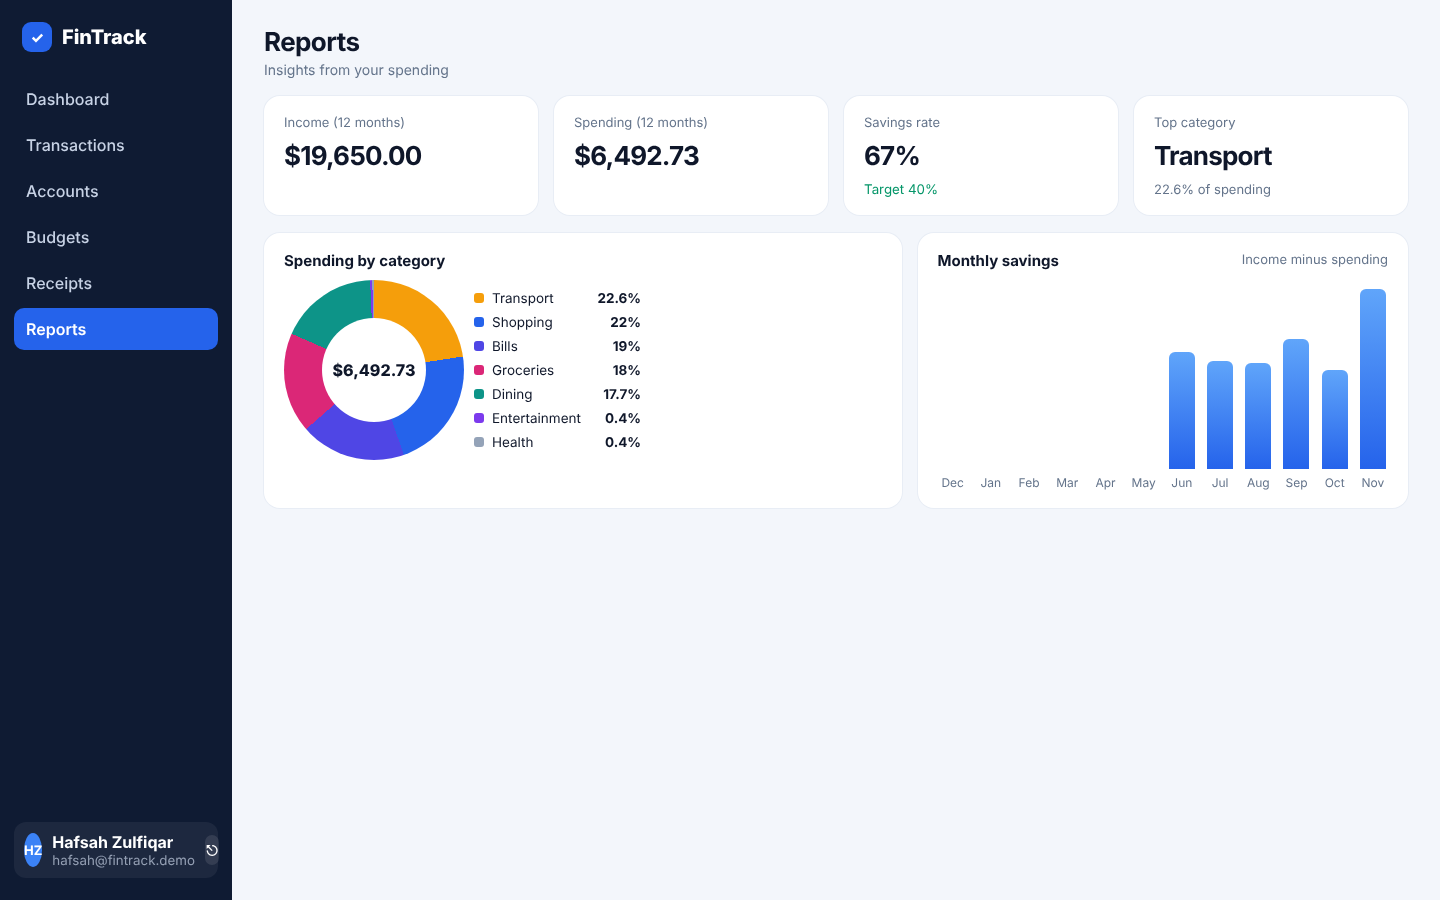 FinTrack
Dashboard
Transactions
Accounts
Budgets
Receipts
Reports
HZ
Hafsah Zulfiqar
hafsah@fintrack.demo
Reports
Insights from your spending
Income (12 months)
$19,650.00
Spending (12 months)
$6,492.73
Savings rate
67%
Target 40%
Top category
Transport
22.6% of spending
Spending by category
$6,492.73
Transport 22.6%
Shopping 22%
Bills 19%
Groceries 18%
Dining 17.7%
Entertainment 0.4%
Health 0.4%
Monthly savings
Income minus spending
Dec Jan Feb Mar Apr May Jun Jul Aug Sep Oct Nov